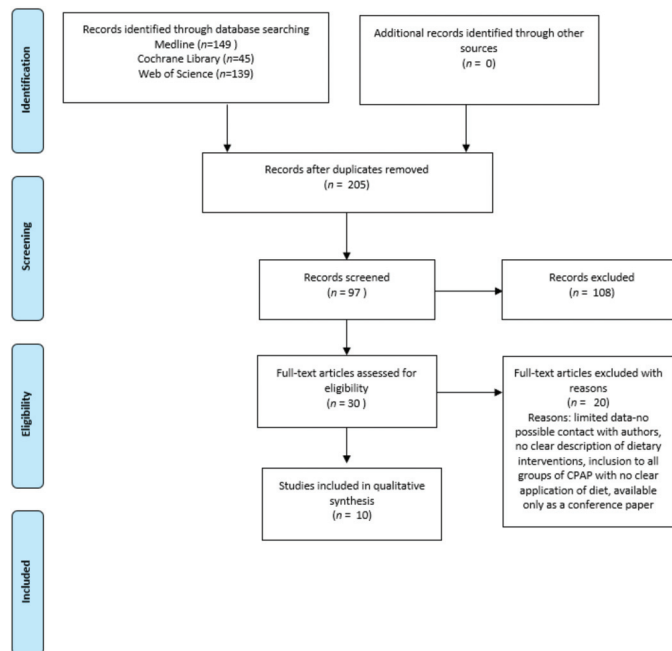 Identification
Records identified through database searching
Medline (n=149 )
Cochrane Library (n=45)
Web of Science (n=139)
Additional records identified through other
sources
(n = 0)
Records after duplicates removed
(n = 205)
Screening
Records screened
(n = 97 )
Records excluded
(n = 108)
Eligibility
Full-text articles assessed for
eligibility
(n = 30 )
Full-text articles excluded with
reasons
(n = 20)
Reasons: limited data-no
possible contact with authors,
no clear description of dietary
interventions, inclusion to all
groups of CPAP with no clear
application of diet, available
only as a conference paper
Studies included in qualitative
synthesis
(n = 10)
Included